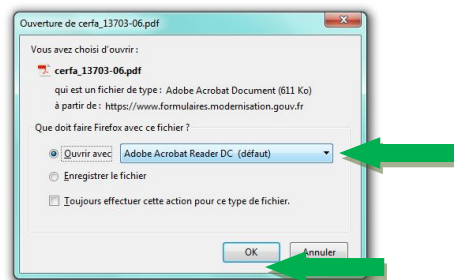 Ouverture de cerfa_13703-06.pdf
Vous avez choisi d'ouvrir :
cerfa_13703-06.pdf
qui est un fichier de type : Adobe Acrobat Document (611 Ko)
à partir de : https://www.formulaires.modernisation.gouv.fr
Que doit faire Firefox avec ce fichier ?
Ouvrir avec Adobe Acrobat Reader DC (défaut)
Enregistrer le fichier
Toujours effectuer cette action pour ce type de fichier.
OK Annuler